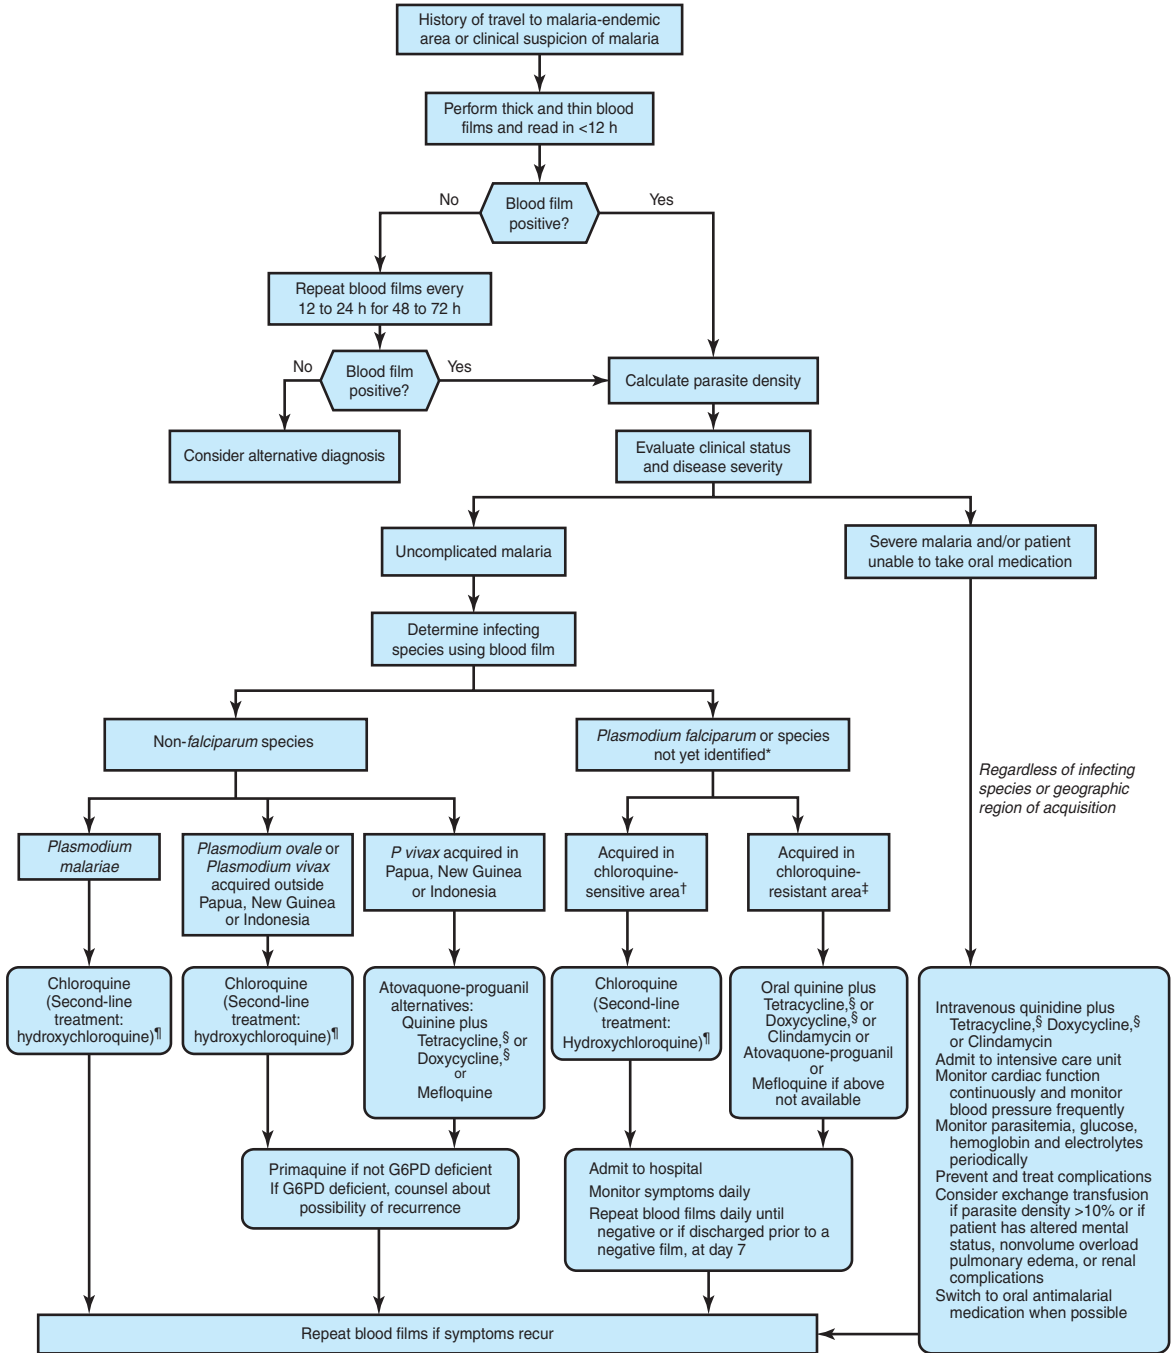 History of travel to malaria-endemic
area or clinical suspicion of malaria
Perform thick and thin blood
films and read in <12 h
Blood film
positive?
No
Yes
Repeat blood films every
12 to 24 h for 48 to 72 h
Blood film
positive?
No
Yes
Calculate parasite density
Consider alternative diagnosis
Evaluate clinical status
and disease severity
Uncomplicated malaria
Severe malaria and/or patient
unable to take oral medication
Determine infecting
species using blood film
Non-falciparum species
Plasmodium falciparum or species
not yet identified*
Regardless of infecting
species or geographic
region of acquisition
Plasmodium
malariae
Plasmodium ovale or
Plasmodium vivax
acquired outside
Papua, New Guinea
or Indonesia
P vivax acquired in
Papua, New Guinea
or Indonesia
Acquired in
chloroquine-
sensitive area†
Acquired in
chloroquine-
resistant area‡
Chloroquine
(Second-line
treatment:
hydroxychloroquine)¶
Chloroquine
(Second-line
treatment:
hydroxychloroquine)¶
Atovaquone-proguanil
alternatives:
Quinine plus
Tetracycline,§ or
Doxycycline,§
or
Mefloquine
Chloroquine
(Second-line
treatment:
Hydroxychloroquine)¶
Oral quinine plus
Tetracycline,§ or
Doxycycline,§ or
Clindamycin or
Atovaquone-proguanil
or
Mefloquine if above
not available
Intravenous quinidine plus
Tetracycline,§ Doxycycline,§
or Clindamycin
Admit to intensive care unit
Monitor cardiac function
continuously and monitor
blood pressure frequently
Monitor parasitemia, glucose,
hemoglobin and electrolytes
periodically
Prevent and treat complications
Consider exchange transfusion
if parasite density >10% or if
patient has altered mental
status, nonvolume overload
pulmonary edema, or renal
complications
Switch to oral antimalarial
medication when possible
Primaquine if not G6PD deficient
If G6PD deficient, counsel about
possibility of recurrence
Admit to hospital
Monitor symptoms daily
Repeat blood films daily until
negative or if discharged prior to a
negative film, at day 7
Repeat blood films if symptoms recur